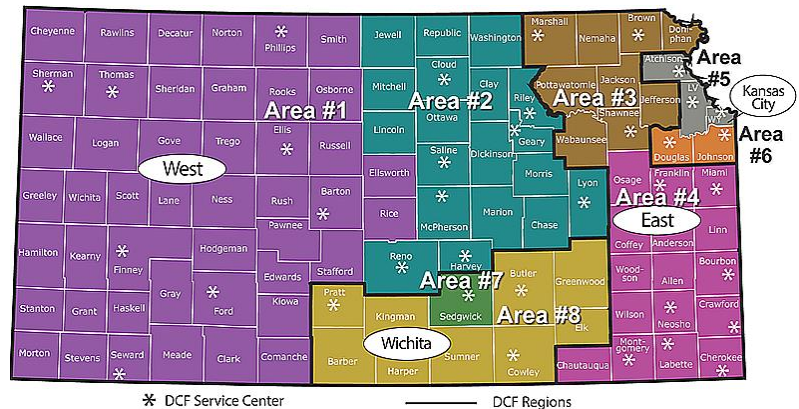 Cheyenne
Rawlins
Decatur
Norton
Phillips
Smith
Jewell
Republic
Washington
Marshall
Nemaha
Brown
Doni-
phan
Sherman
Thomas
Sheridan
Graham
Rooks
Osborne
Mitchell
Cloud
Clay
Riley
Pottawatomie
Jackson
Atchison
Jefferson
LV
Area
#5
Kansas
City
Area #1
Area #2
Area #3
Ottawa
Shawnee
Wallace
Logan
Gove
Trego
Ellis
Russell
Lincoln
Saline
Dickinson
Geary
Wabaunsee
Douglas
Johnson
Area
#6
West
Ellsworth
Morris
Osage
Franklin
Miami
Area #4
East
Greeley
Wichita
Scott
Lane
Ness
Rush
Barton
Rice
McPherson
Marion
Chase
Lyon
Coffey
Anderson
Linn
Pawnee
Hamilton
Kearny
Finney
Hodgeman
Edwards
Stafford
Reno
Harvey
Area #7
Butler
Greenwood
Wood-
son
Allen
Bourbon
Stanton
Grant
Haskell
Gray
Ford
Kiowa
Pratt
Kingman
Sedgwick
Area #8
Elk
Wilson
Neosho
Crawford
Wichita
Morton
Stevens
Seward
Meade
Clark
Comanche
Barber
Harper
Sumner
Cowley
Chautauqua
Mont-
gomery
Labette
Cherokee
* DCF Service Center
DCF Regions